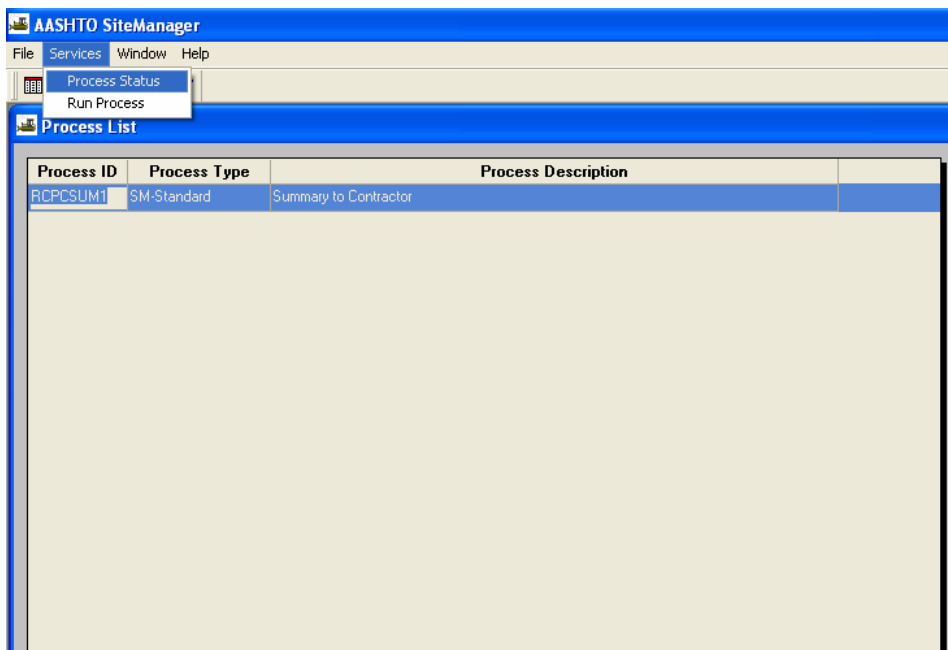 AASHTO SiteManager
File Services Window Help
Process Status
Run Process
Process List
Process ID Process Type Process Description
RCPCSUM1 SM-Standard Summary to Contractor